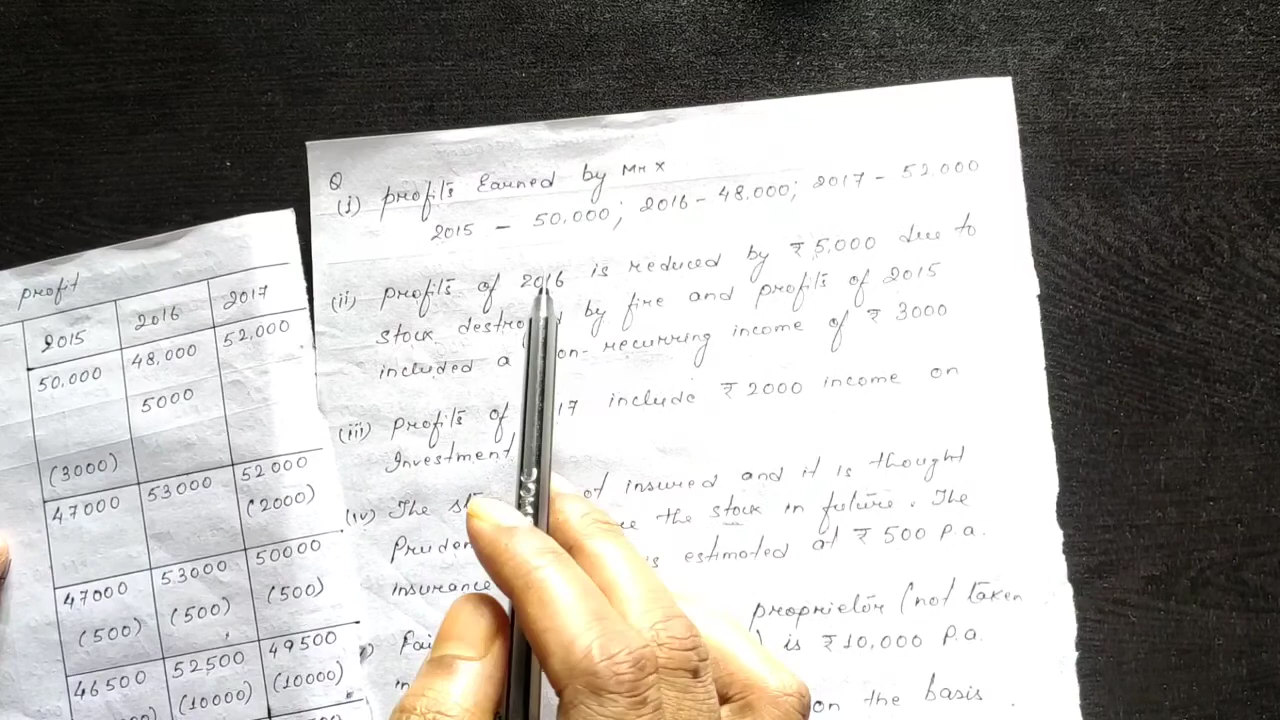 profit
2015 2016 2017
50,000 48,000 52,000
5000
(3000)
47000 53000 52000
(2000)
47000 53000 50000
(500) (500) (500)
46500 52500 49500
(10000) (10000)
Q
(i) profits Earned by Mr X
2015 – 50,000; 2016 – 48,000; 2017 – 52,000
(ii) Profits of 2016 is reduced by ₹ 5,000 due to
stock by fire and profits of 2015
included a recurring income of ₹ 3000
(iii) Profits of 17 include ₹ 2000 income on
Investment
(iv) The of insured and it is thought
the stock in future. The
estimated at ₹ 500 P.a.
insurance
proprietor (not taken
is ₹ 10,000 P.a.
on the basis